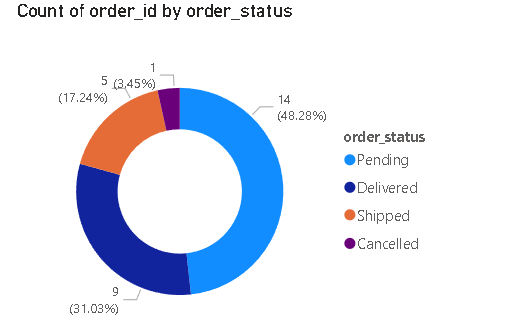 Count of order_id by order_status
1
(3.45%)
5
(17.24%)
14
(48.28%)
order_status
Pending
Delivered
Shipped
Cancelled
9
(31.03%)